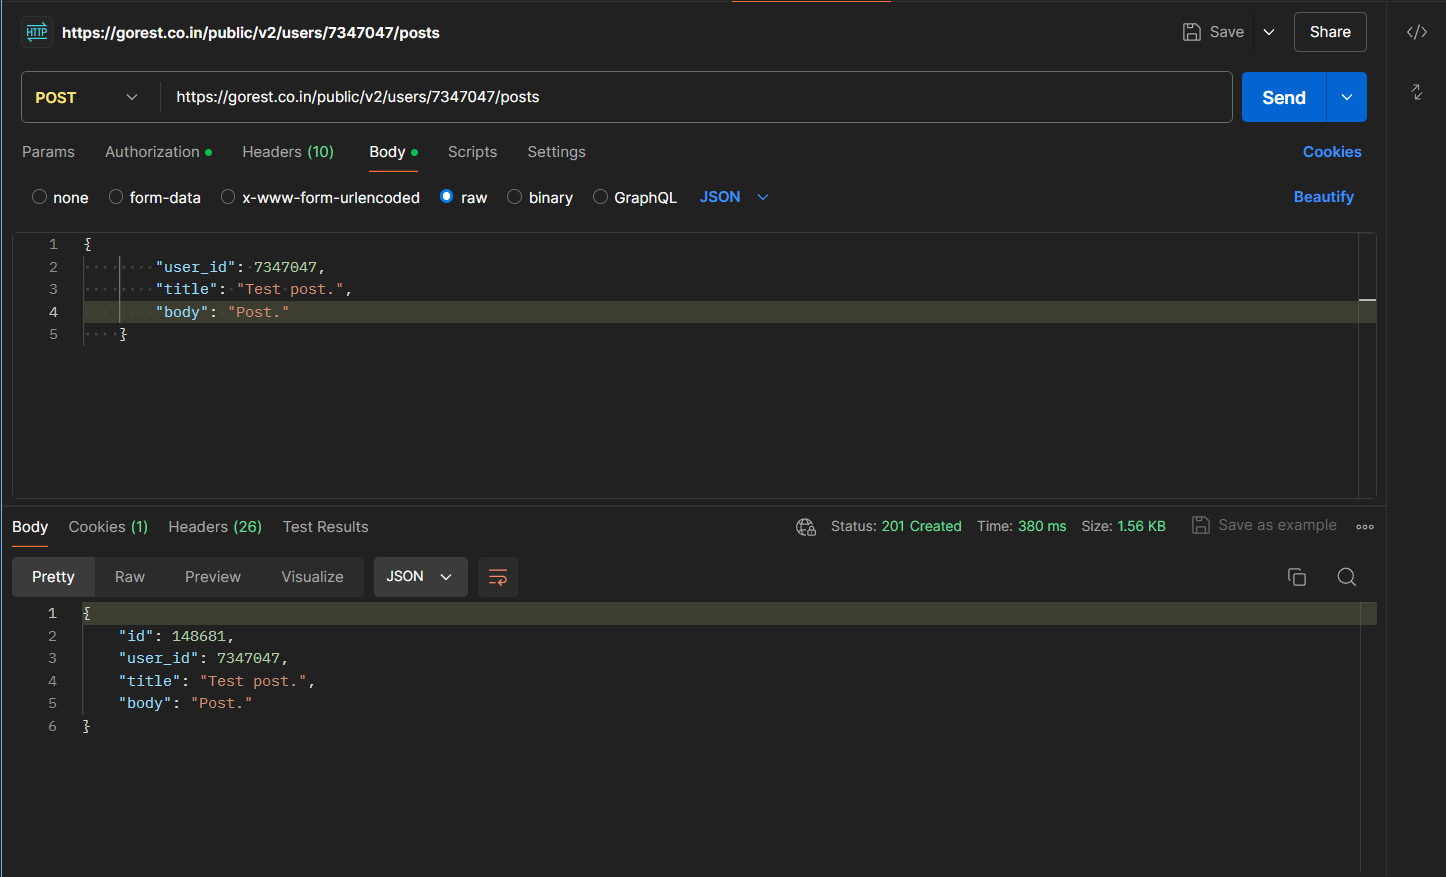 HTTP https://gorest.co.in/public/v2/users/7347047/posts Save Share
POST https://gorest.co.in/public/v2/users/7347047/posts Send
Params Authorization Headers (10) Body Scripts Settings Cookies
none form-data x-www-form-urlencoded raw binary GraphQL JSON Beautify
1 {
2 "user_id": 7347047,
3 "title": "Test post.",
4 "body": "Post."
5 }
Body Cookies (1) Headers (26) Test Results Status: 201 Created Time: 380 ms Size: 1.56 KB Save as example
Pretty Raw Preview Visualize JSON
1 {
2 "id": 148681,
3 "user_id": 7347047,
4 "title": "Test post.",
5 "body": "Post."
6 }